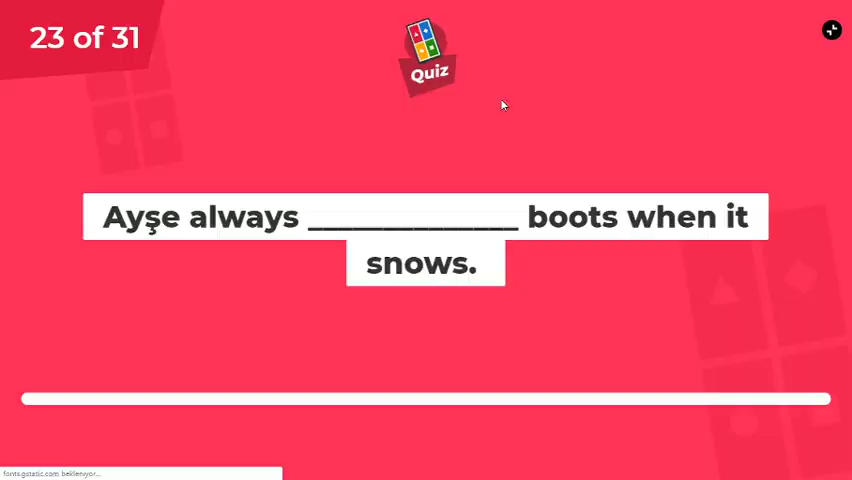 23 of 31
Quiz
Ayşe always ______________ boots when it
snows.
fonts.gstatic.com bekleniyor...